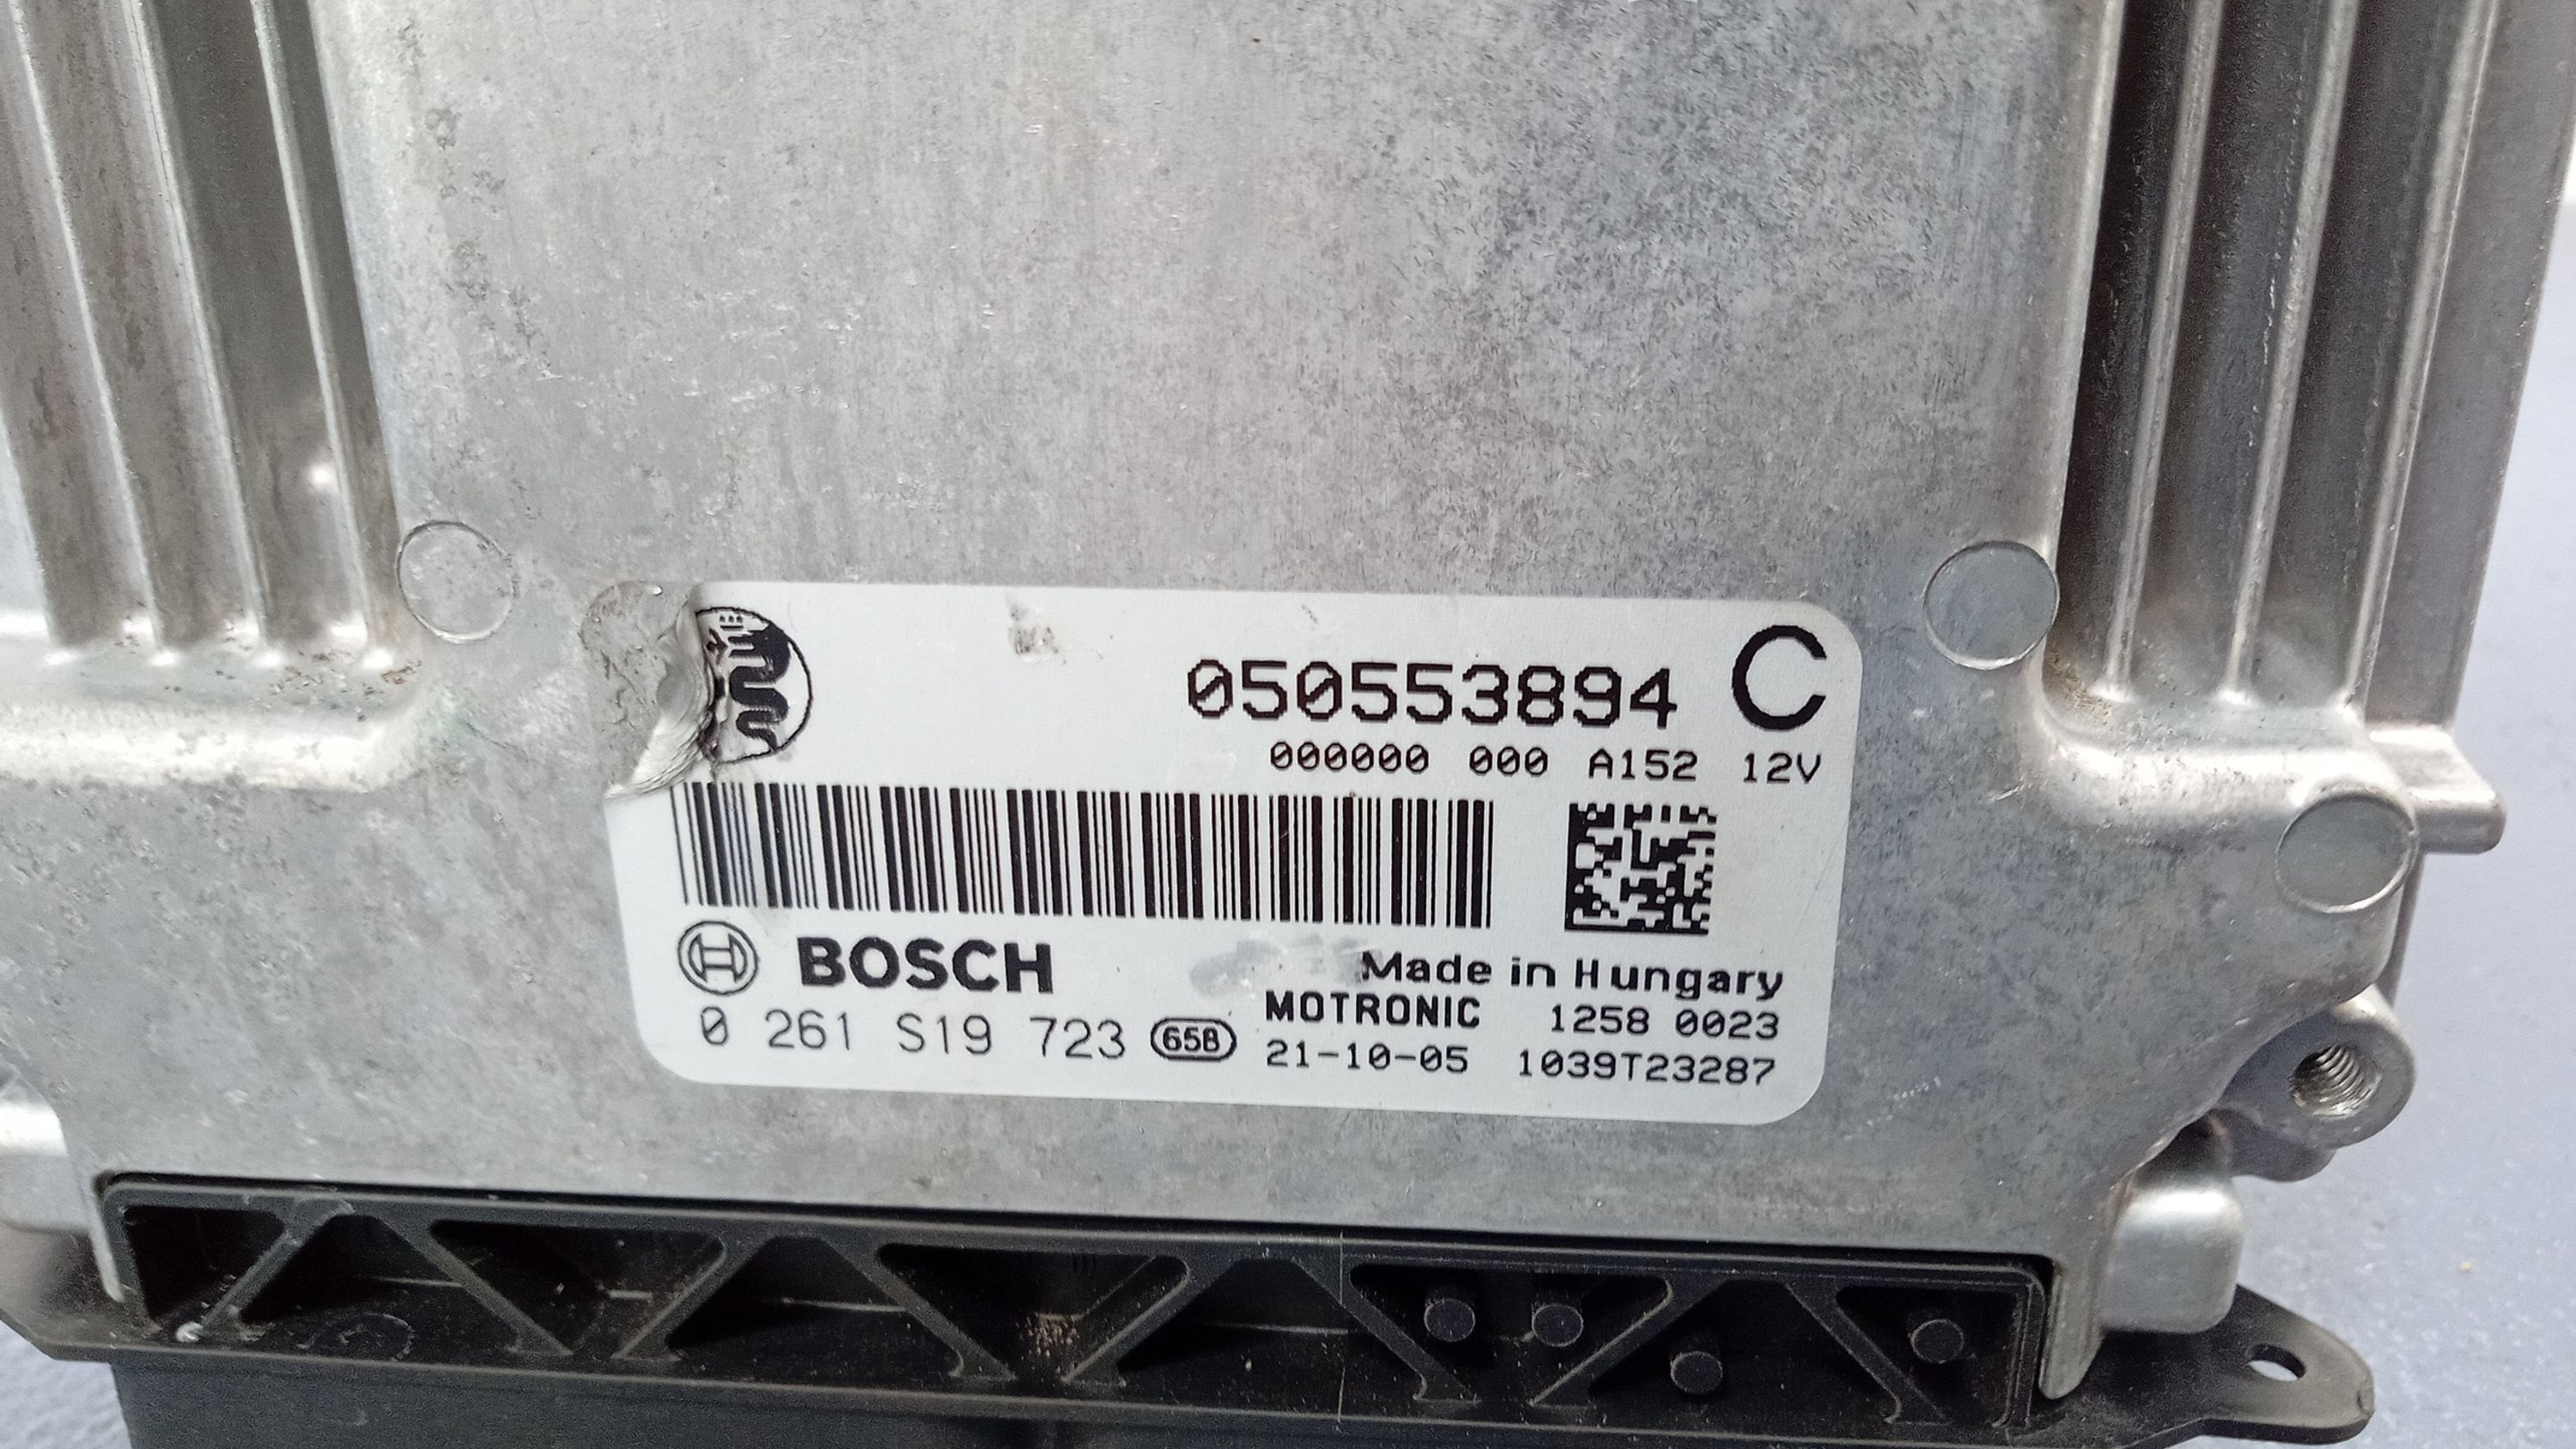 050553894 C
000000 000 A152 12V
BOSCH
Made in Hungary
0 261 S19 723 65B
MOTRONIC 1258 0023
21-10-05 1039T23287